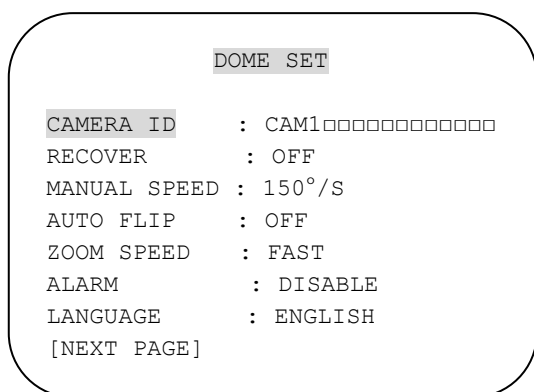 DOME SET
CAMERA ID : CAM1□□□□□□□□□□□□
RECOVER : OFF
MANUAL SPEED : 150°/S
AUTO FLIP : OFF
ZOOM SPEED : FAST
ALARM : DISABLE
LANGUAGE : ENGLISH
[NEXT PAGE]